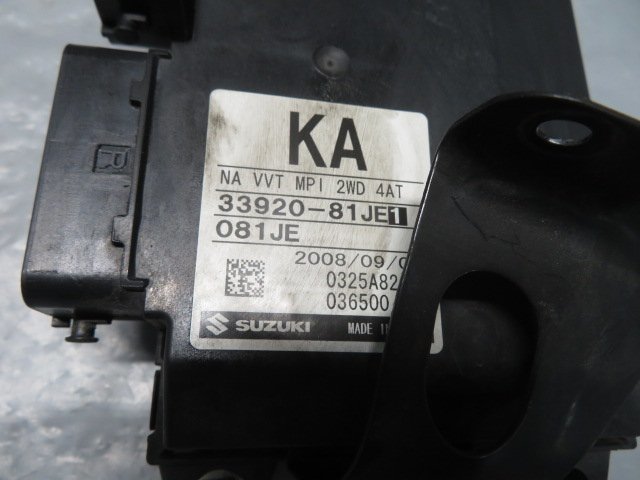 KA
NA VVT MPI 2WD 4AT
33920-81JE1
081JE
2008/09/0
0325A82
036500
SUZUKI MADE I
R